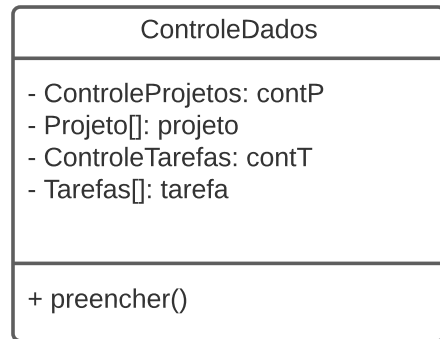 ControleDados
- ControleProjetos: contP
- Projeto[]: projeto
- ControleTarefas: contT
- Tarefas[]: tarefa
+ preencher()